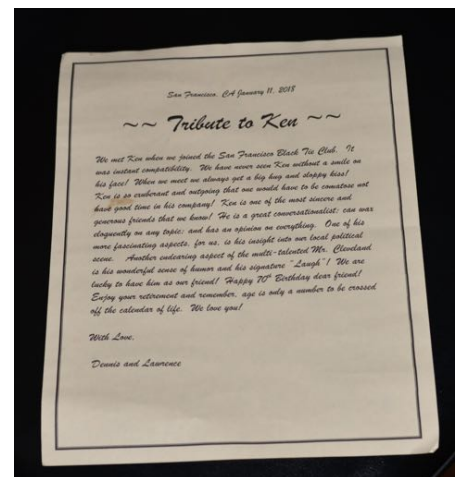 San Francisco, CA January 11, 2018
~~ Tribute to Ken ~~
We met Ken when we joined the San Francisco Black Tie Club. It
was instant compatibility. We have never seen Ken without a smile on
his face! When we meet we always get a big hug and sloppy kiss!
Ken is so exuberant and outgoing that one would have to be comatose not
have good time in his company! Ken is one of the most sincere and
generous friends that we know! He is a great conversationalist; can wax
eloquently on any topic; and has an opinion on everything. One of his
more fascinating aspects, for us, is his insight into our local political
scene. Another endearing aspect of the multi-talented Mr. Cleveland
is his wonderful sense of humor and his signature "Laugh"! We are
lucky to have him as our friend! Happy 70th Birthday dear friend!
Enjoy your retirement and remember, age is only a number to be crossed
off the calendar of life. We love you!
With Love,
Dennis and Lawrence